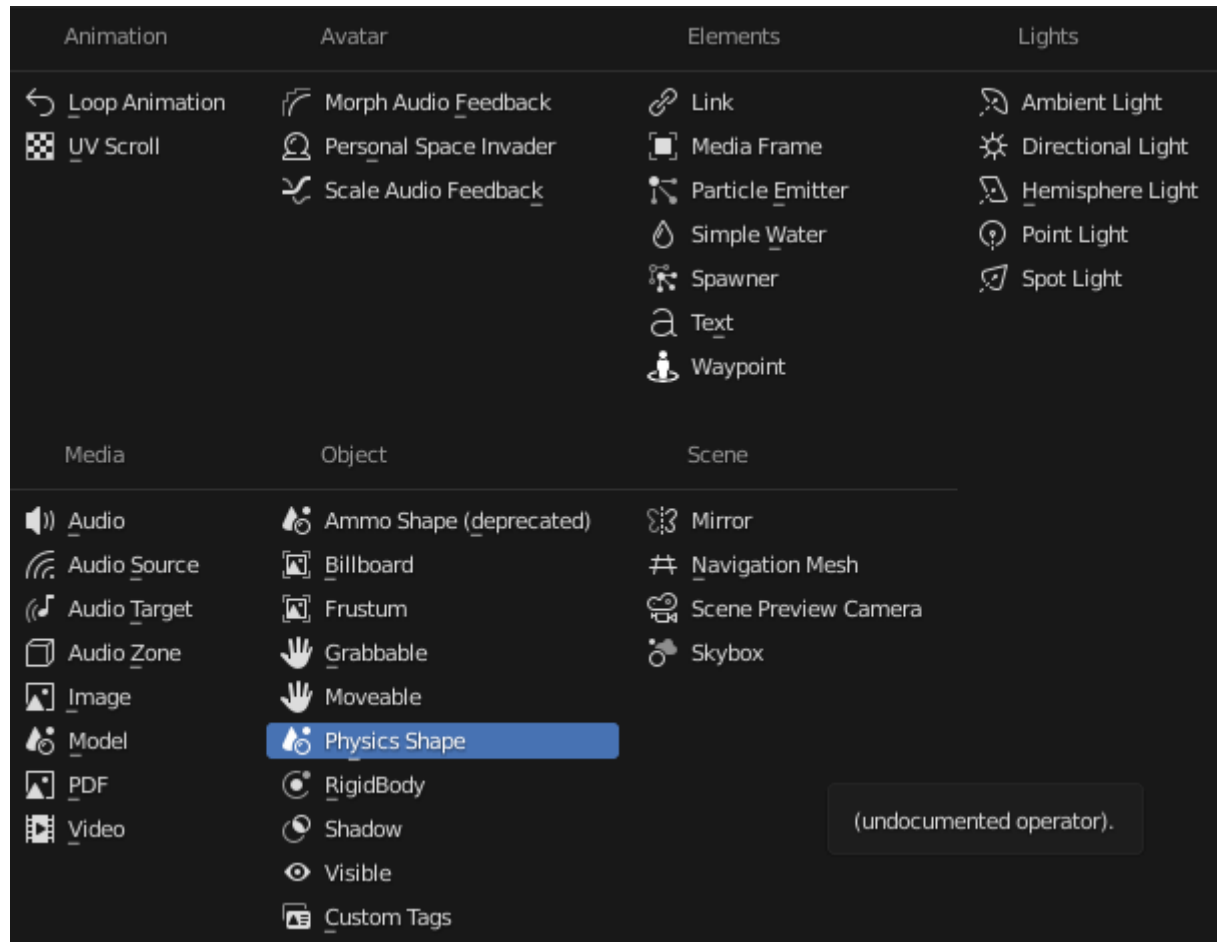 Animation
Loop Animation
UV Scroll
Avatar
Morph Audio Feedback
Personal Space Invader
Scale Audio Feedback
Elements
Link
Media Frame
Particle Emitter
Simple Water
Spawner
Text
Waypoint
Lights
Ambient Light
Directional Light
Hemisphere Light
Point Light
Spot Light
Media
Audio
Audio Source
Audio Target
Audio Zone
Image
Model
PDF
Video
Object
Ammo Shape (deprecated)
Billboard
Frustum
Grabbable
Moveable
Physics Shape
RigidBody
Shadow
Visible
Custom Tags
Scene
Mirror
Navigation Mesh
Scene Preview Camera
Skybox
(undocumented operator).